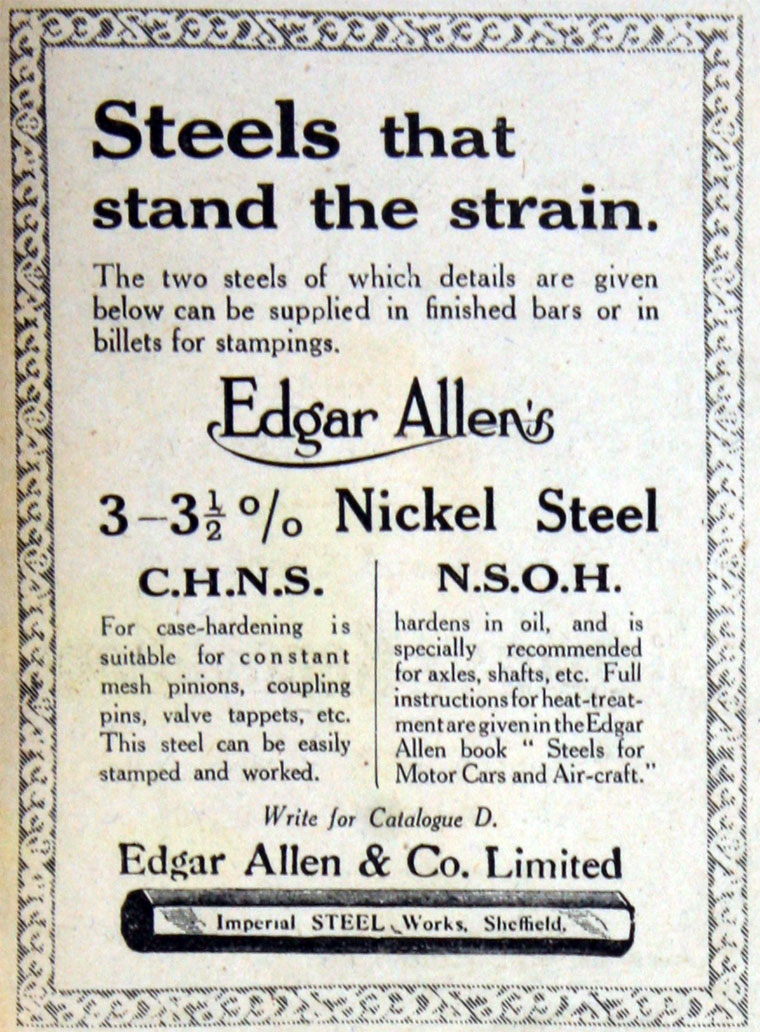 Steels that
stand the strain.
The two steels of which details are given
below can be supplied in finished bars or in
billets for stampings.
Edgar Allen's
3–3½ % Nickel Steel
C.H.N.S.
For case-hardening is
suitable for constant
mesh pinions, coupling
pins, valve tappets, etc.
This steel can be easily
stamped and worked.
N.S.O.H.
hardens in oil, and is
specially recommended
for axles, shafts, etc. Full
instructions for heat-treat-
ment are given in the Edgar
Allen book “ Steels for
Motor Cars and Air-craft.”
Write for Catalogue D.
Edgar Allen & Co. Limited
Imperial STEEL Works, Sheffield.